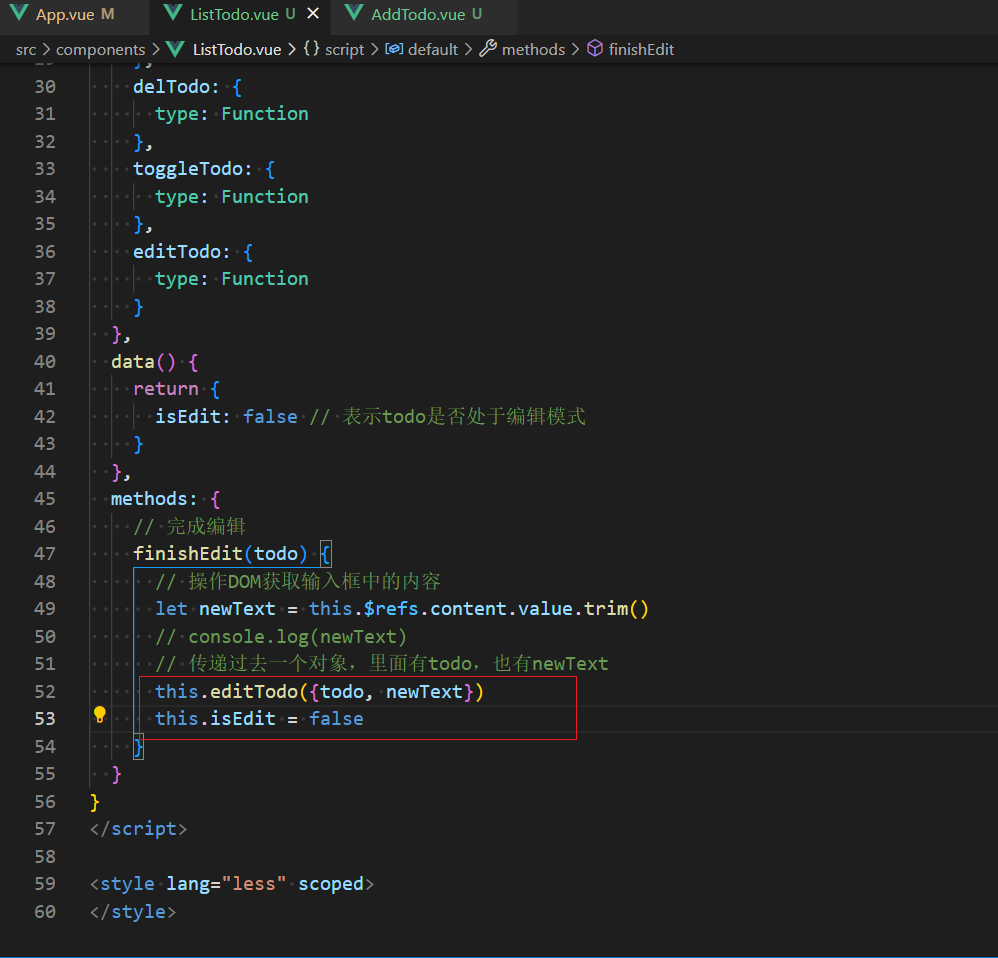 App.vue M ListTodo.vue U AddTodo.vue U
src > components > ListTodo.vue > {} script > default > methods > finishEdit
30 delTodo: {
31 type: Function
32 },
33 toggleTodo: {
34 type: Function
35 },
36 editTodo: {
37 type: Function
38 }
39 },
40 data() {
41 return {
42 isEdit: false // 表示todo是否处于编辑模式
43 }
44 },
45 methods: {
46 // 完成编辑
47 finishEdit(todo) {
48 // 操作DOM获取输入框中的内容
49 let newText = this.$refs.content.value.trim()
50 // console.log(newText)
51 // 传递过去一个对象，里面有todo，也有newText
52 this.editTodo({todo, newText})
53 this.isEdit = false
54 }
55 }
56 }
57 </script>
58
59 <style lang="less" scoped>
60 </style>